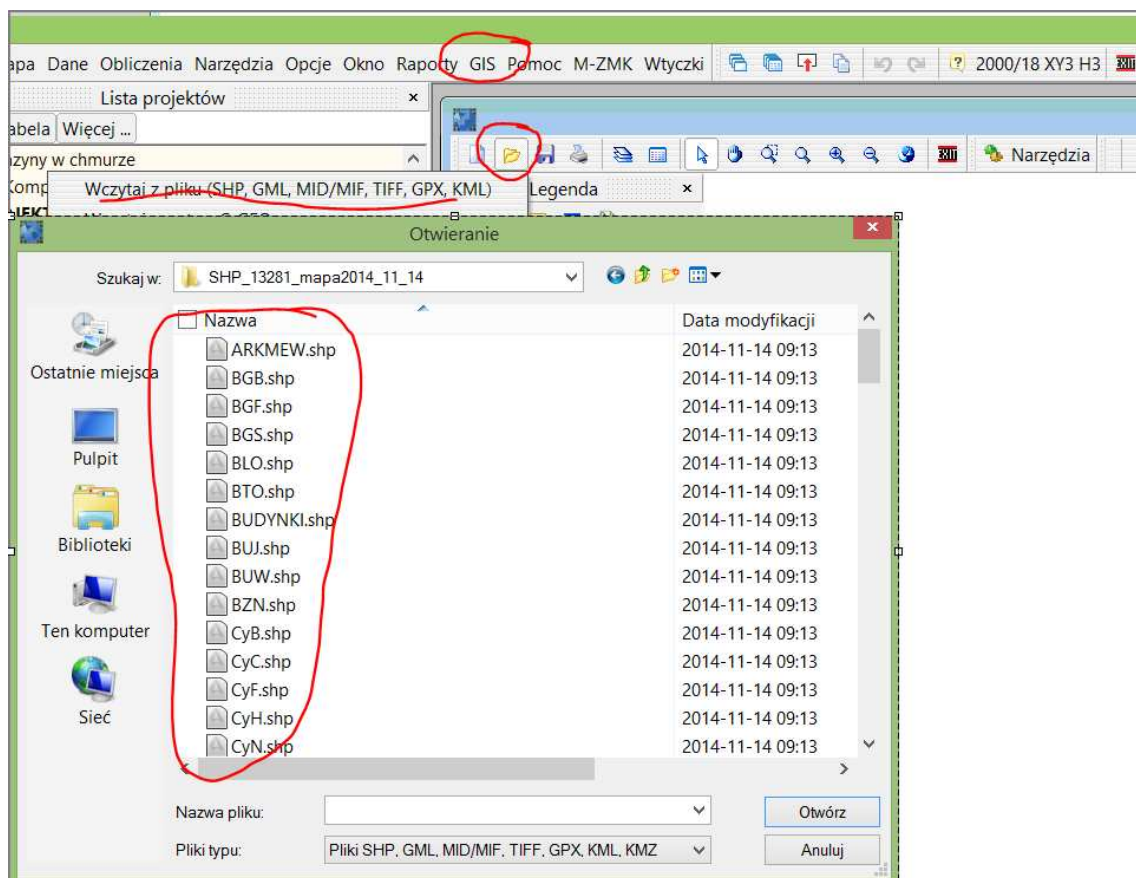 apa Dane Obliczenia Narzędzia Opcje Okno Raporty GIS Pomoc M-ZMK Wtyczki 2000/18 XY3 H3
Lista projektów
abela Więcej ...
Narzędzia
zyny w chmurze
Komp
Wczytaj z pliku (SHP, GML, MID/MIF, TIFF, GPX, KML)
Legenda
JEKT
Otwieranie
Szukaj w: SHP_13281_mapa2014_11_14
Nazwa Data modyfikacji
ARKMEW.shp 2014-11-14 09:13
BGB.shp 2014-11-14 09:13
BGF.shp 2014-11-14 09:13
BGS.shp 2014-11-14 09:13
BLO.shp 2014-11-14 09:13
BTO.shp 2014-11-14 09:13
BUDYNKI.shp 2014-11-14 09:13
BUJ.shp 2014-11-14 09:13
BUW.shp 2014-11-14 09:13
BZN.shp 2014-11-14 09:13
CyB.shp 2014-11-14 09:13
CyC.shp 2014-11-14 09:13
CyF.shp 2014-11-14 09:13
CyH.shp 2014-11-14 09:13
CyN.shp 2014-11-14 09:13
Ostatnie miejsca
Pulpit
Biblioteki
Ten komputer
Sieć
Nazwa pliku:
Otwórz
Pliki typu: Pliki SHP, GML, MID/MIF, TIFF, GPX, KML, KMZ
Anuluj